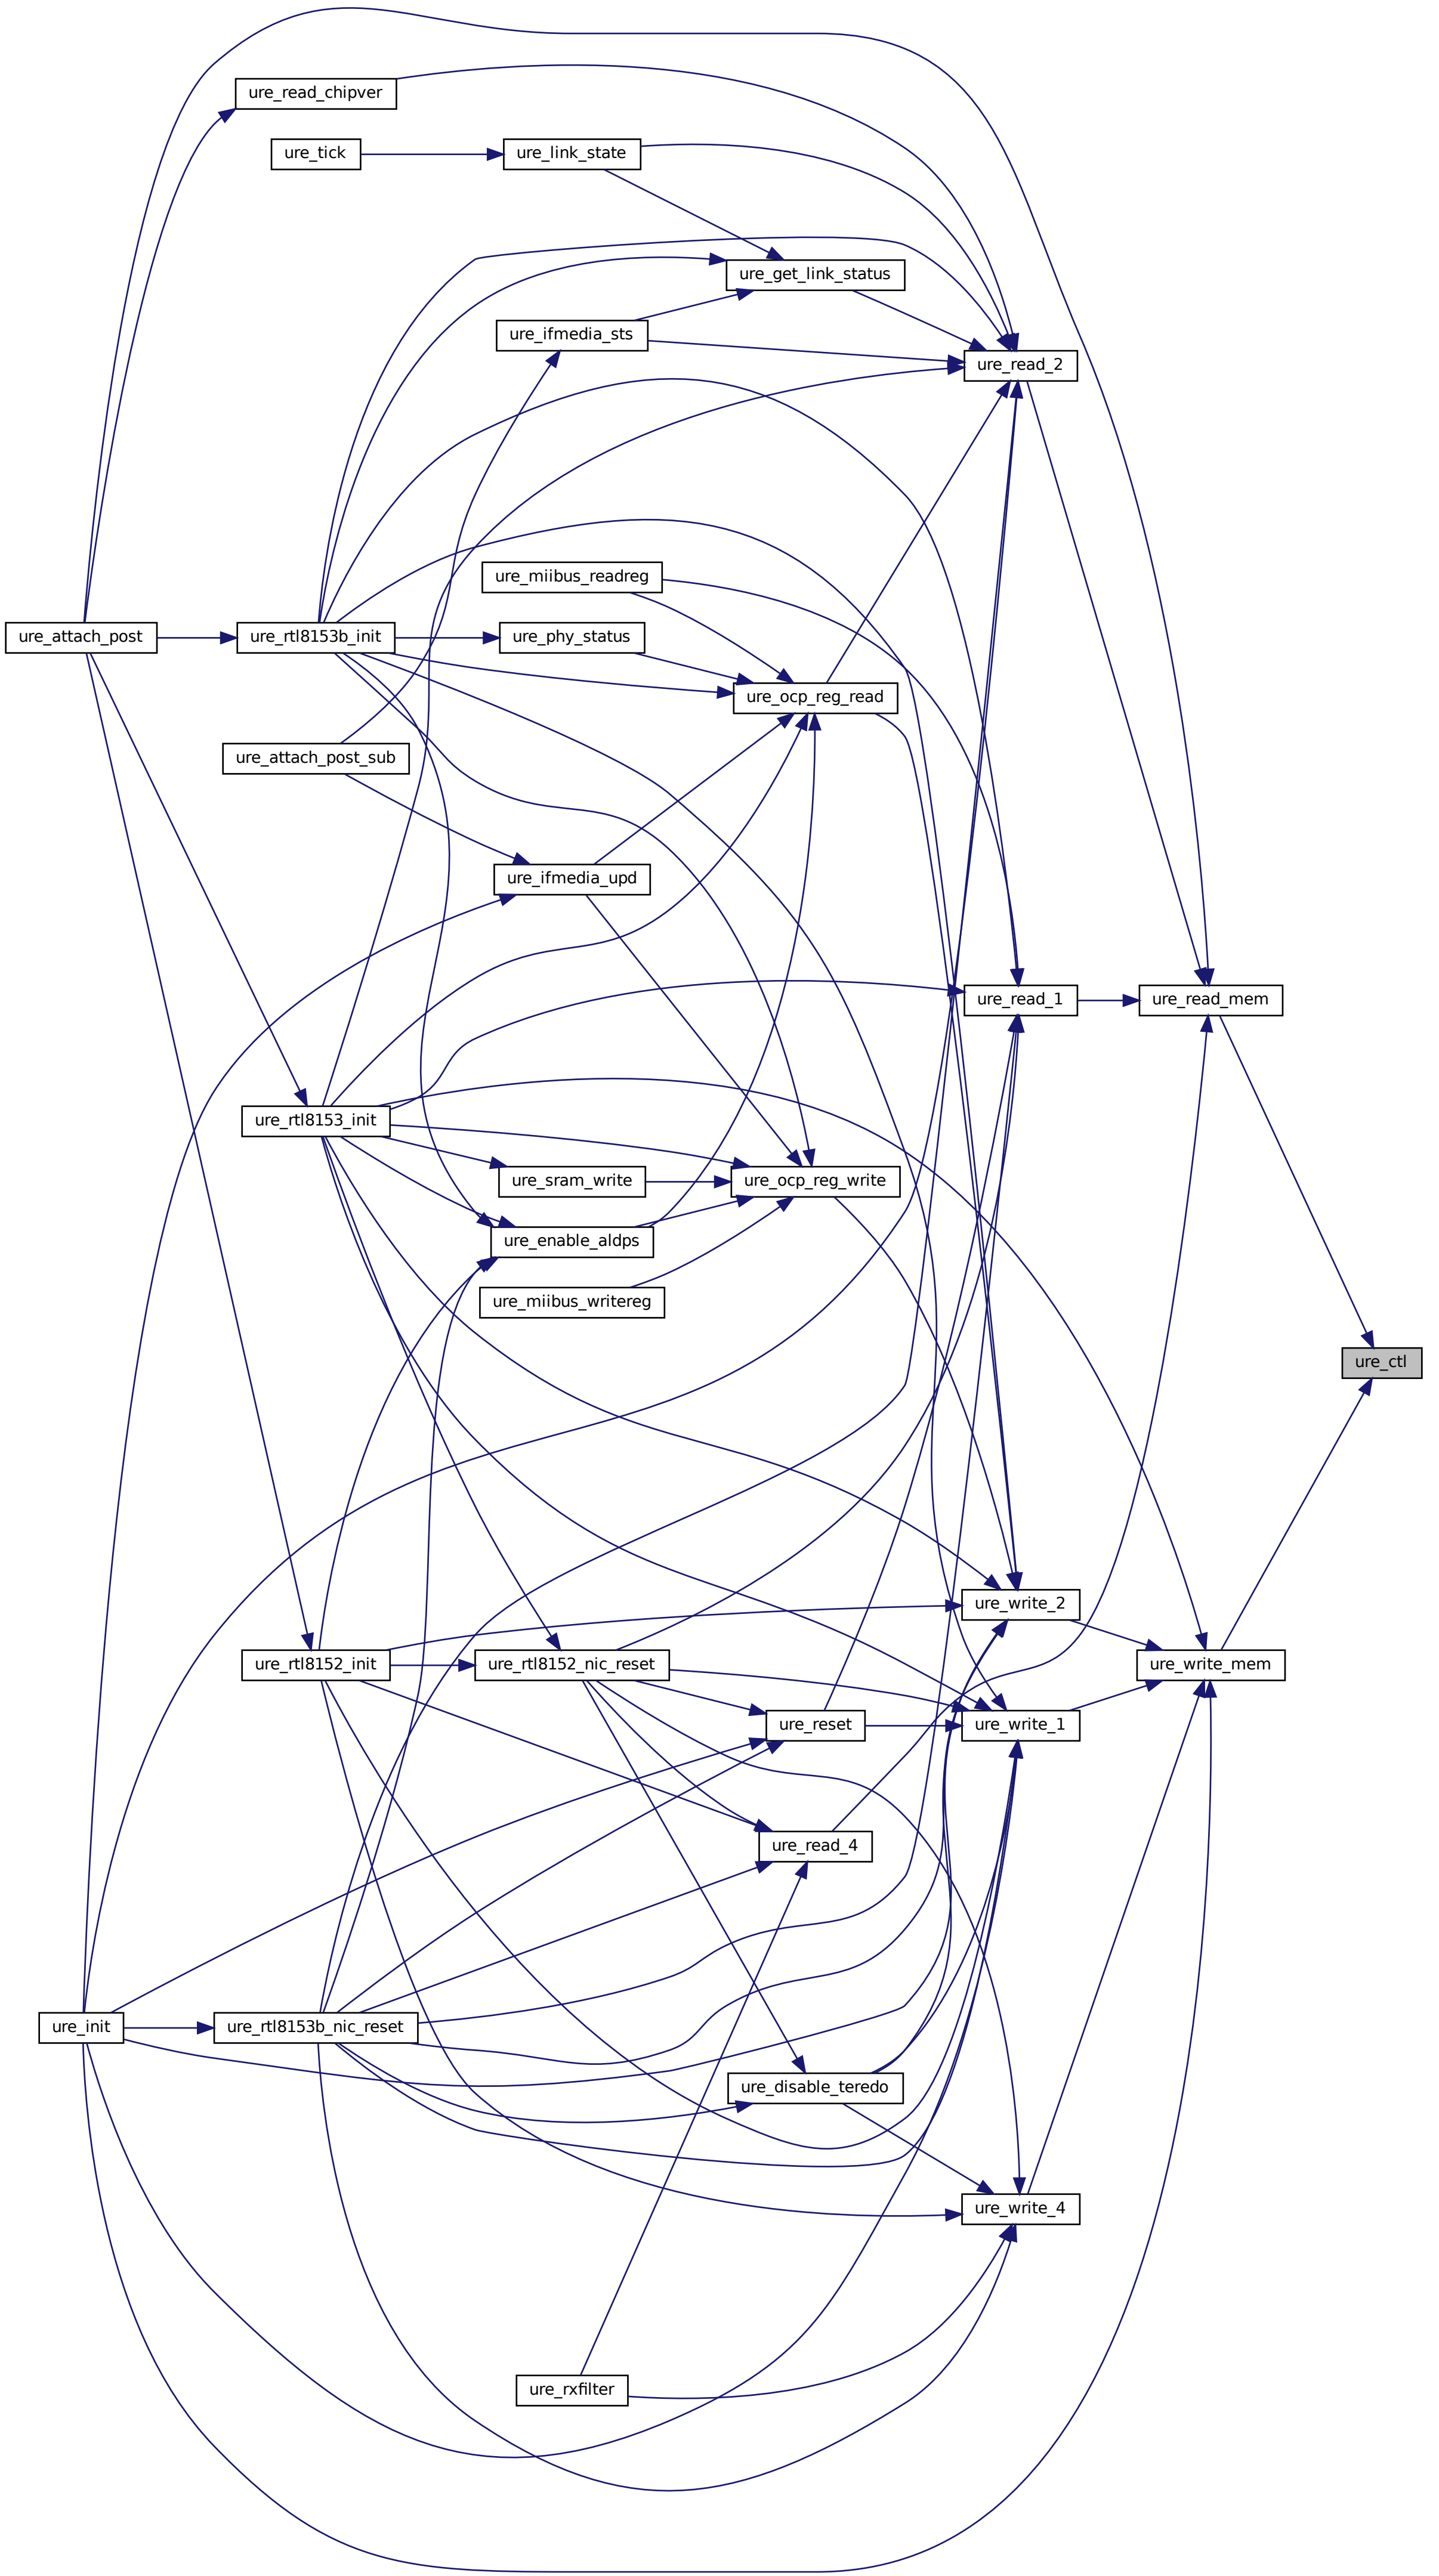 ure_read_chipver
ure_tick
ure_link_state
ure_get_link_status
ure_ifmedia_sts
ure_read_2
ure_miibus_readreg
ure_attach_post
ure_rtl8153b_init
ure_phy_status
ure_ocp_reg_read
ure_attach_post_sub
ure_ifmedia_upd
ure_read_1
ure_read_mem
ure_rtl8153_init
ure_sram_write
ure_ocp_reg_write
ure_enable_aldps
ure_miibus_writereg
ure_ctl
ure_write_2
ure_rtl8152_init
ure_rtl8152_nic_reset
ure_write_mem
ure_reset
ure_write_1
ure_read_4
ure_init
ure_rtl8153b_nic_reset
ure_disable_teredo
ure_write_4
ure_rxfilter